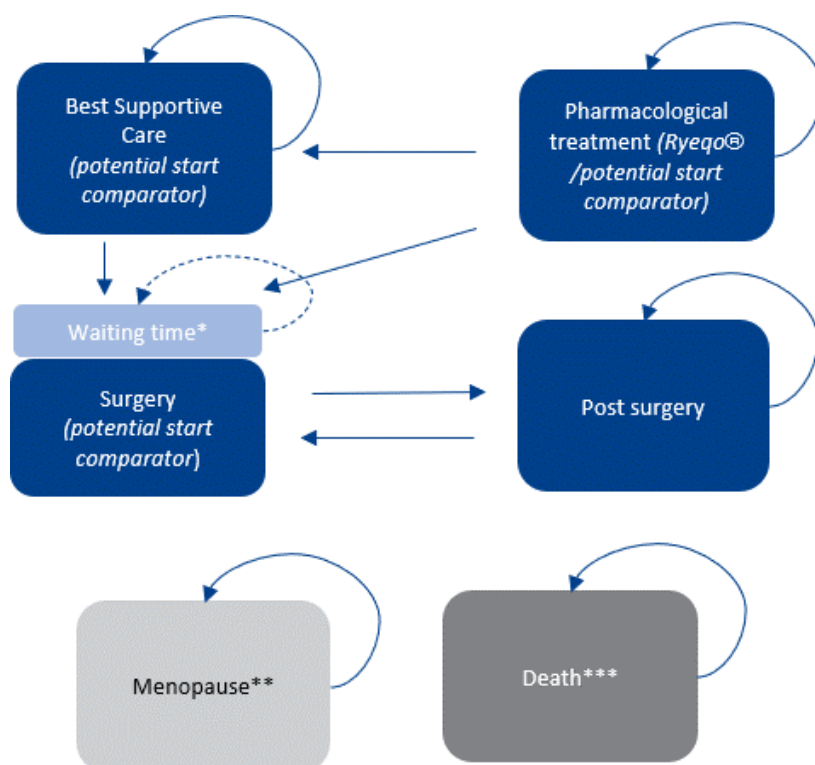 Best Supportive
Care
(potential start
comparator)
Pharmacological
treatment (Ryeqo®
/potential start
comparator)
Waiting time*
Surgery
(potential start
comparator)
Post surgery
Menopause**
Death***